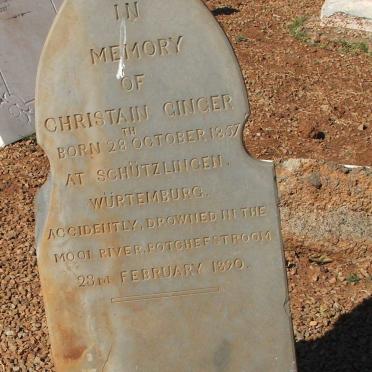 IN
MEMORY
OF
CHRISTAIN GINGER
BORN 28TH OCTOBER 1857
AT SCHÜTZLINGEN.
WÜRTEMBURG.
ACCIDENTLY, DROWNED IN THE
MOOI RIVER, POTCHEFSTROOM
28TH FEBRUARY 1890.